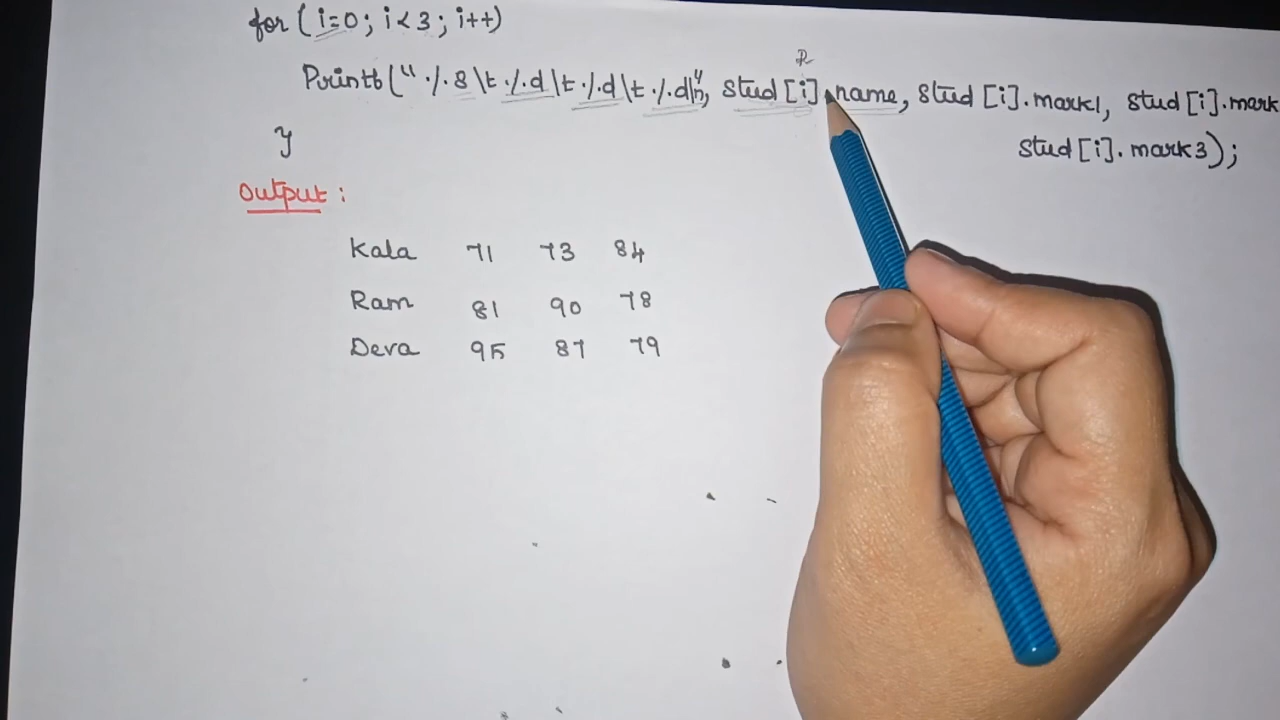 for (i=0; i<3; i++)
Printf("%s\t%d\t%d\t%d\n", stud[i].name, stud[i].mark1, stud[i].mark
stud[i].mark3);
}
Output:
Kala 71 73 84
Ram 81 90 78
Deva 95 87 79